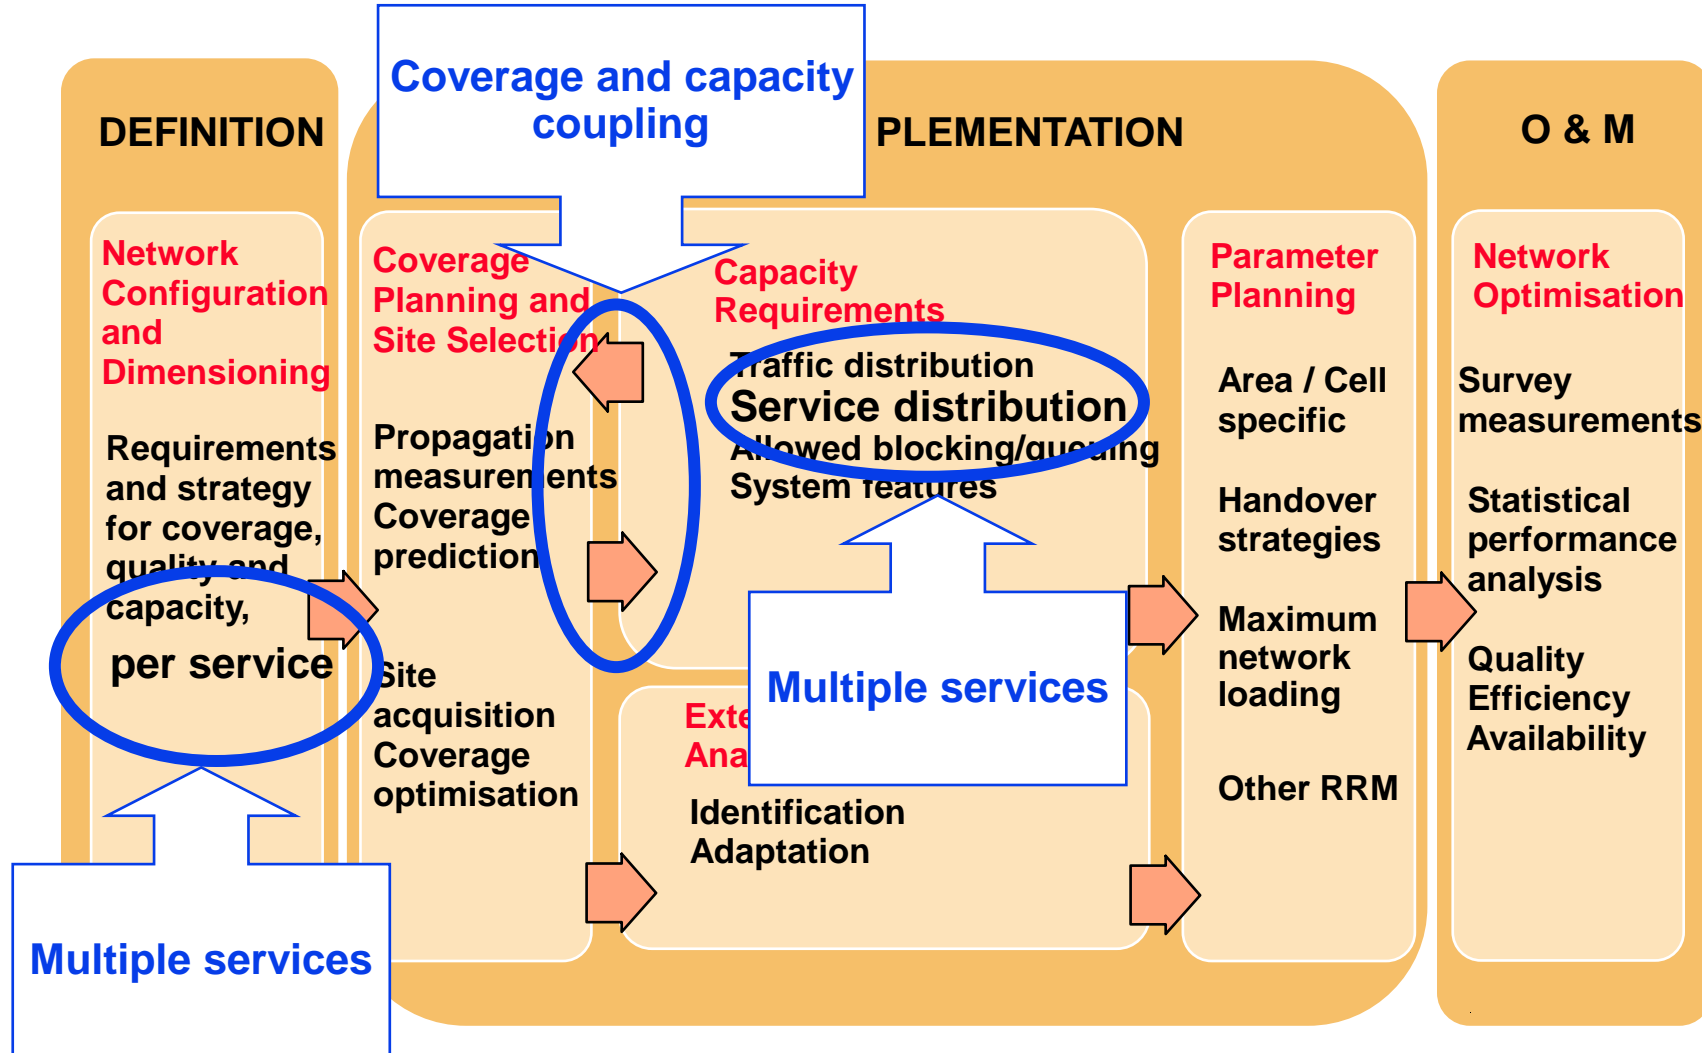 Coverage and capacity
coupling
DEFINITION
PLEMENTATION
O & M
Network
Configuration
and
Dimensioning
Requirements
and strategy
for coverage,
quality and
capacity,
per service
Multiple services
Coverage
Planning and
Site Selection
Propagation
measurements
Coverage
prediction
Site
acquisition
Coverage
optimisation
Capacity
Requirements
Traffic distribution
Service distribution
Allowed blocking/queuing
System features
Multiple services
Exte
Ana
Identification
Adaptation
Parameter
Planning
Area / Cell
specific
Handover
strategies
Maximum
network
loading
Other RRM
Network
Optimisation
Survey
measurements
Statistical
performance
analysis
Quality
Efficiency
Availability